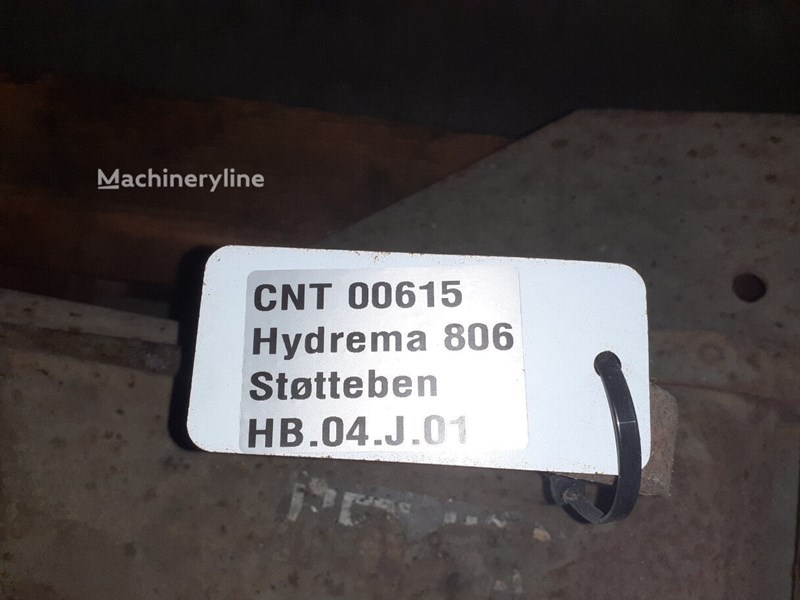 Machineryline
CNT 00615
Hydrema 806
Støtteben
HB.04.J.01